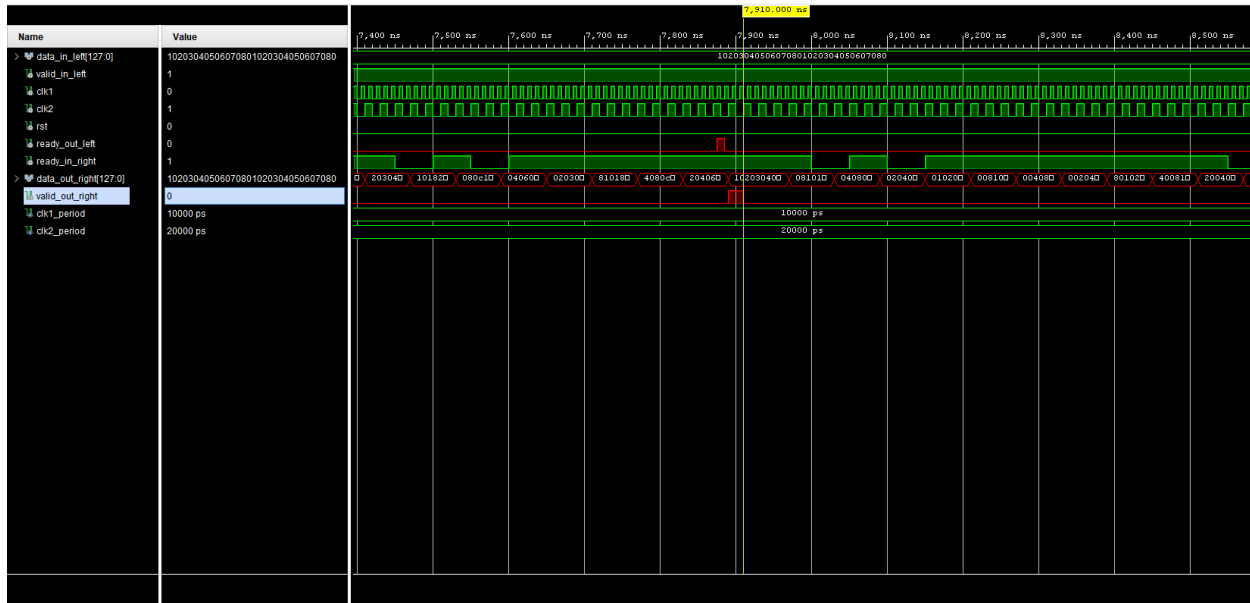 7,910.000 ns
Name Value
7,400 ns 7,500 ns 7,600 ns 7,700 ns 7,800 ns 7,900 ns 8,000 ns 8,100 ns 8,200 ns 8,300 ns 8,400 ns 8,500 ns
data_in_left[127:0] 10203040506070801020304050607080 10203040506070801020304050607080
valid_in_left 1
clk1 0
clk2 1
rst 0
ready_out_left 0
ready_in_right 1
data_out_right[127:0] 10203040506070801020304050607080 20304 10182 080c1 04060 02030 81018 4080c 20406 10203040 08101 04080 02040 01020 00810 00408 00204 80102 40081 20040
valid_out_right 0
clk1_period 10000 ps 10000 ps
clk2_period 20000 ps 20000 ps